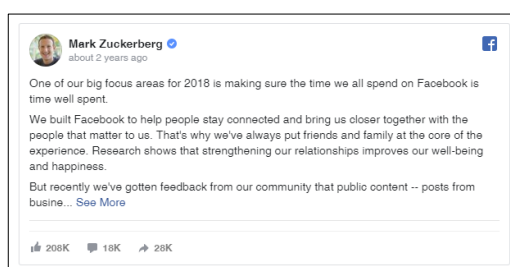 Mark Zuckerberg
about 2 years ago
One of our big focus areas for 2018 is making sure the time we all spend on Facebook is
time well spent.
We built Facebook to help people stay connected and bring us closer together with the
people that matter to us. That's why we've always put friends and family at the core of the
experience. Research shows that strengthening our relationships improves our well-being
and happiness.
But recently we've gotten feedback from our community that public content -- posts from
busine... See More
208K 18K 28K